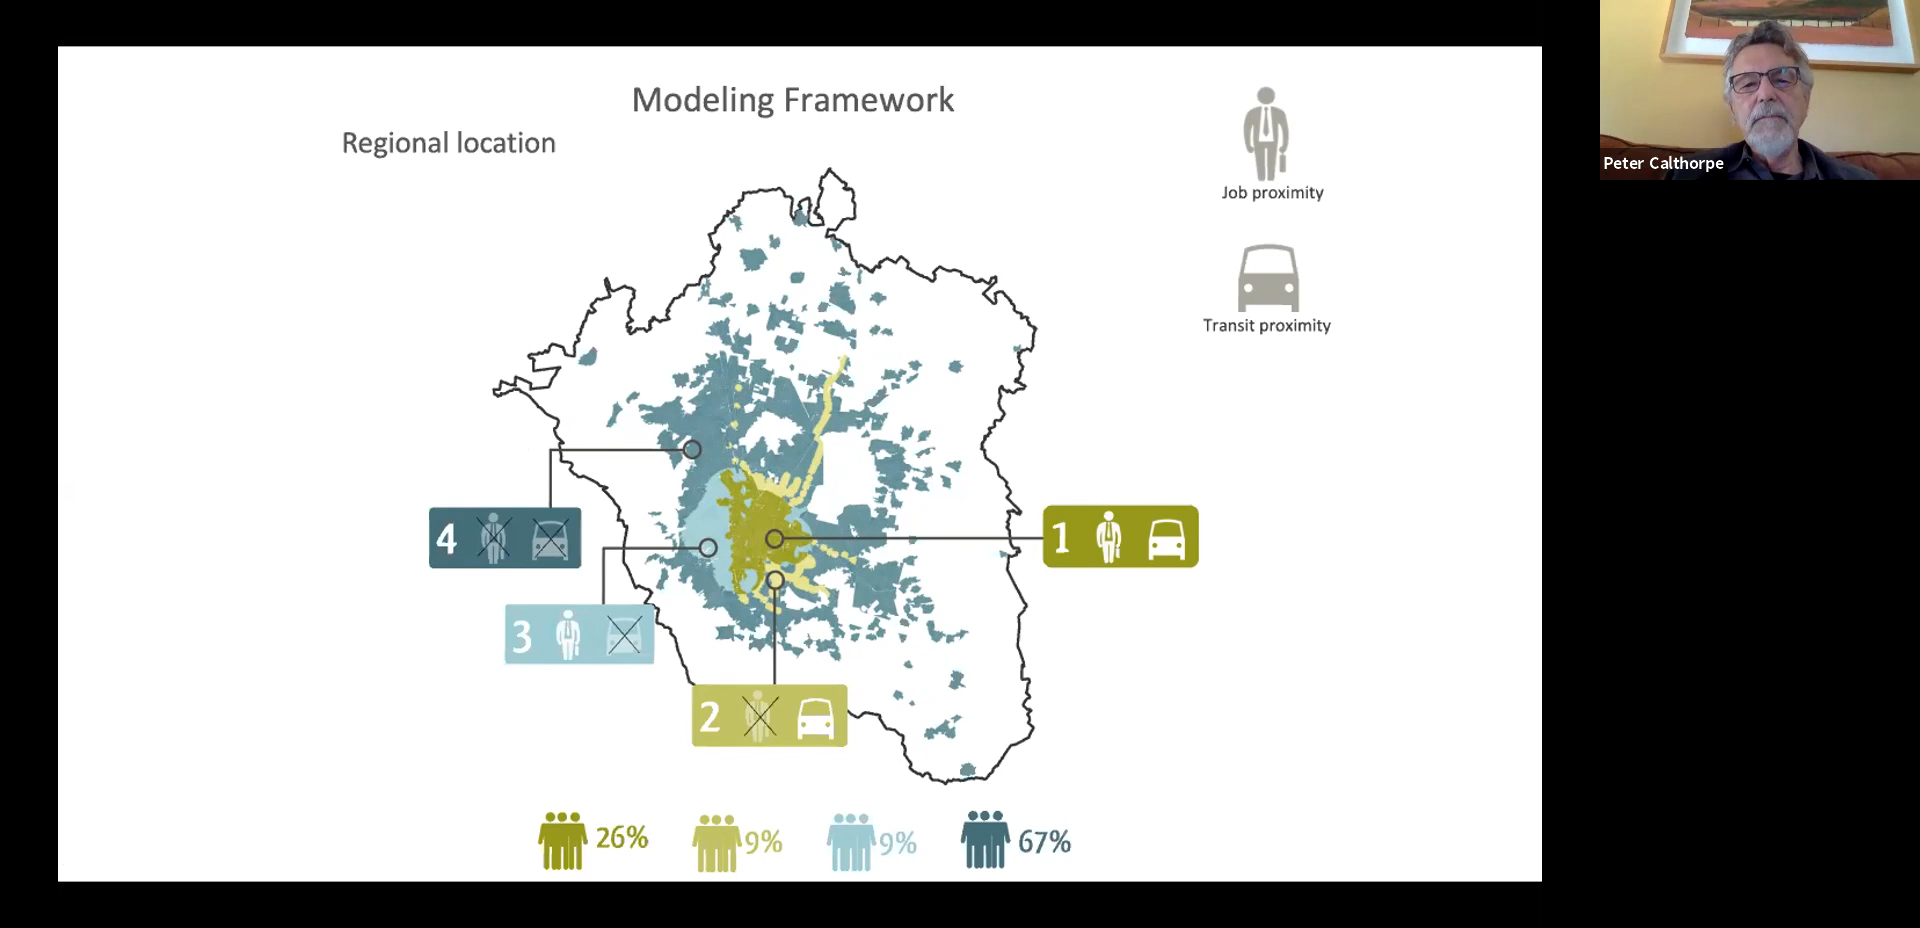 Modeling Framework
Regional location
Job proximity
Transit proximity
Peter Calthorpe
4
1
3
2
26%
9%
9%
67%